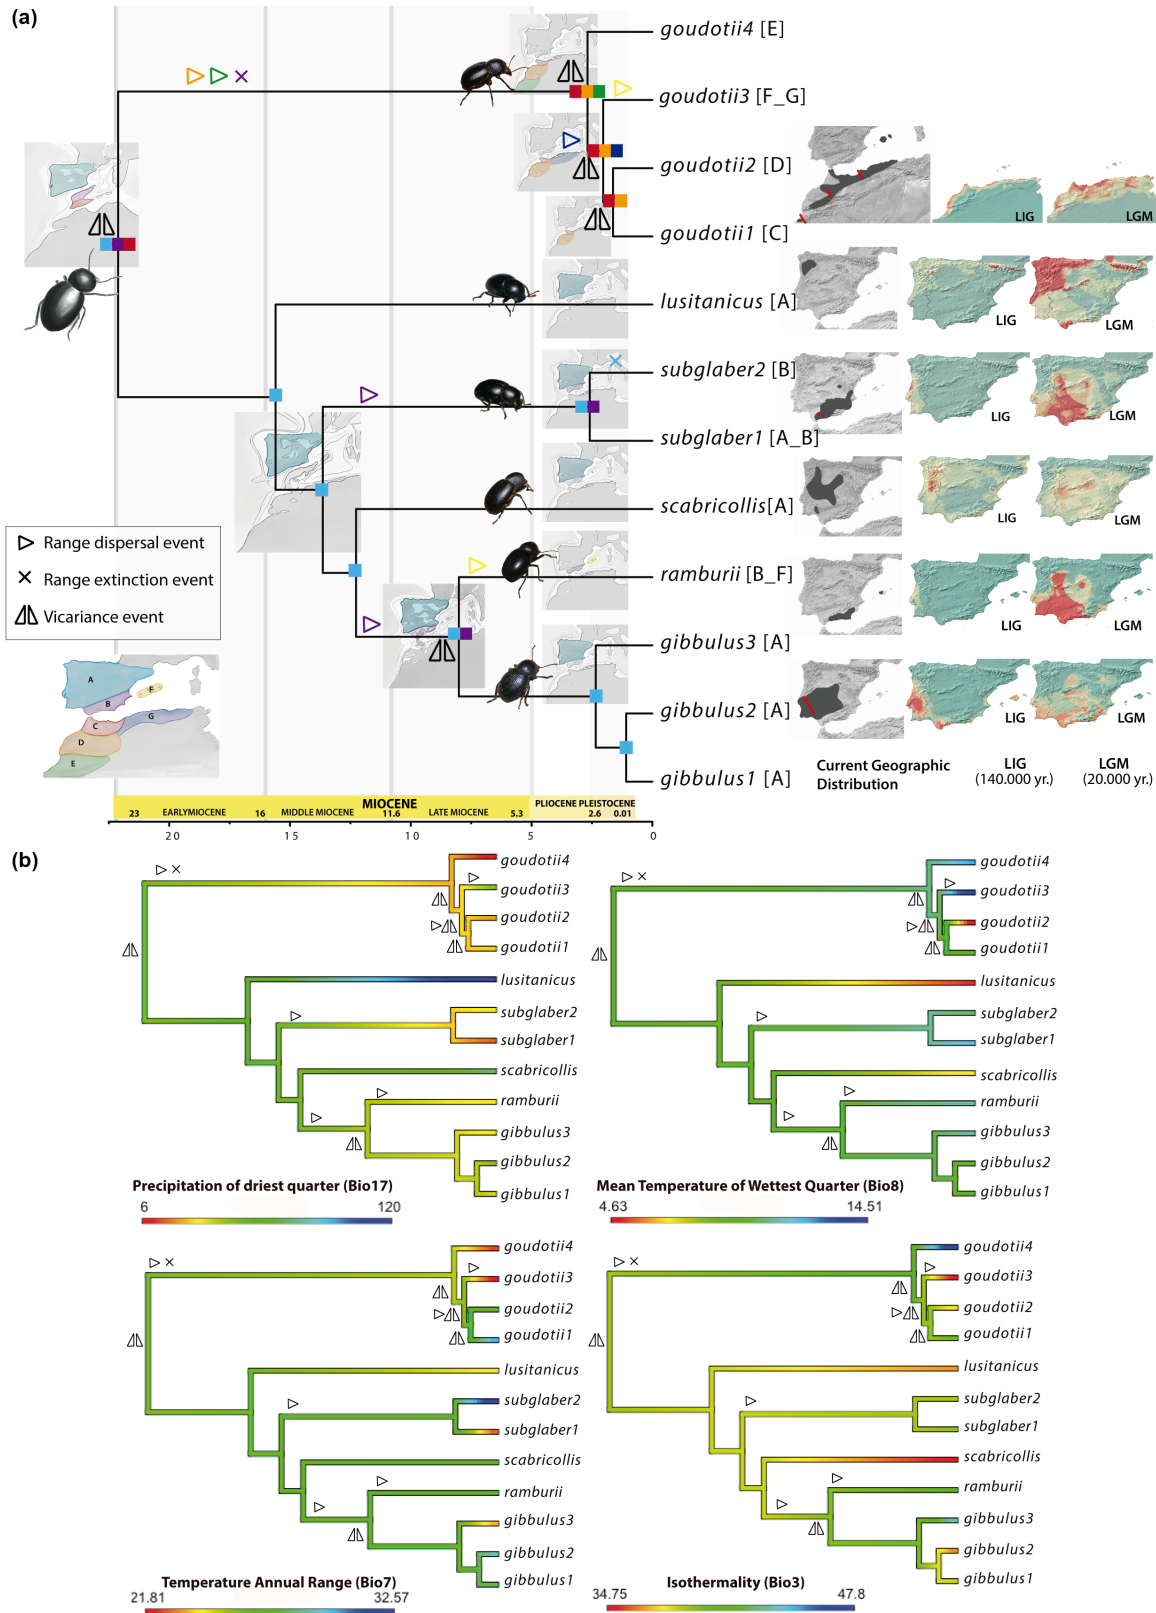 (a)
goudotii4 [E]
goudotii3 [F_G]
goudotii2 [D]
LIG
LGM
goudotii1 [C]
lusitanicus [A]
LIG
LGM
subglaber2 [B]
LIG
LGM
subglaber1 [A_B]
scabricollis[A]
LIG
LGM
Range dispersal event
Range extinction event
Vicariance event
ramburii [B_F]
LIG
LGM
gibbulus3 [A]
A
B
C
D
E
F
G
gibbulus2 [A]
LIG
LGM
gibbulus1 [A]
Current Geographic
Distribution
LIG
(140.000 yr.)
LGM
(20.000 yr.)
MIOCENE
PLIOCENE PLEISTOCENE
23 EARLYMIOCENE 16 MIDDLE MIOCENE 11.6 LATE MIOCENE 5.3 2.6 0.01
20 15 10 5 0
(b)
goudotii4
goudotii3
goudotii2
goudotii1
lusitanicus
subglaber2
subglaber1
scabricollis
ramburii
gibbulus3
gibbulus2
gibbulus1
Precipitation of driest quarter (Bio17)
6 120
goudotii4
goudotii3
goudotii2
goudotii1
lusitanicus
subglaber2
subglaber1
scabricollis
ramburii
gibbulus3
gibbulus2
gibbulus1
Mean Temperature of Wettest Quarter (Bio8)
4.63 14.51
goudotii4
goudotii3
goudotii2
goudotii1
lusitanicus
subglaber2
subglaber1
scabricollis
ramburii
gibbulus3
gibbulus2
gibbulus1
Temperature Annual Range (Bio7)
21.81 32.57
goudotii4
goudotii3
goudotii2
goudotii1
lusitanicus
subglaber2
subglaber1
scabricollis
ramburii
gibbulus3
gibbulus2
gibbulus1
Isothermality (Bio3)
34.75 47.8